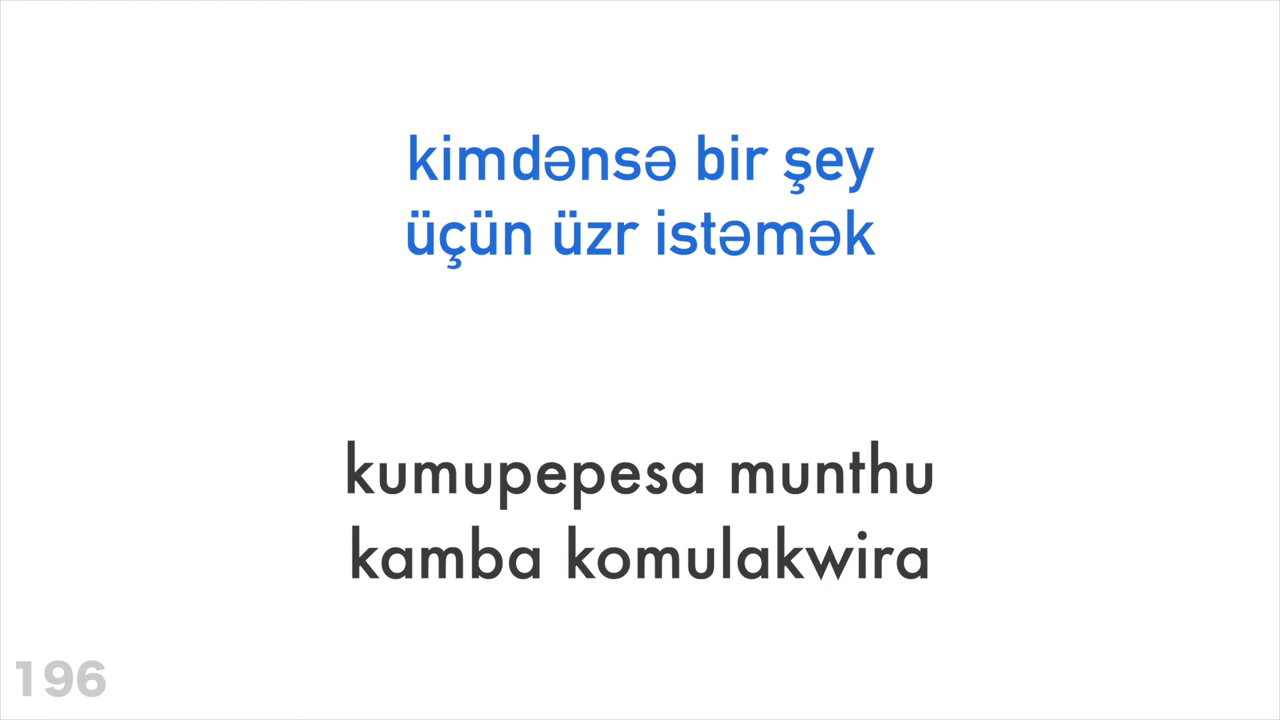 kimdənsə bir şey
üçün üzr istəmək
kumupepesa munthu
kamba komulakwira
196